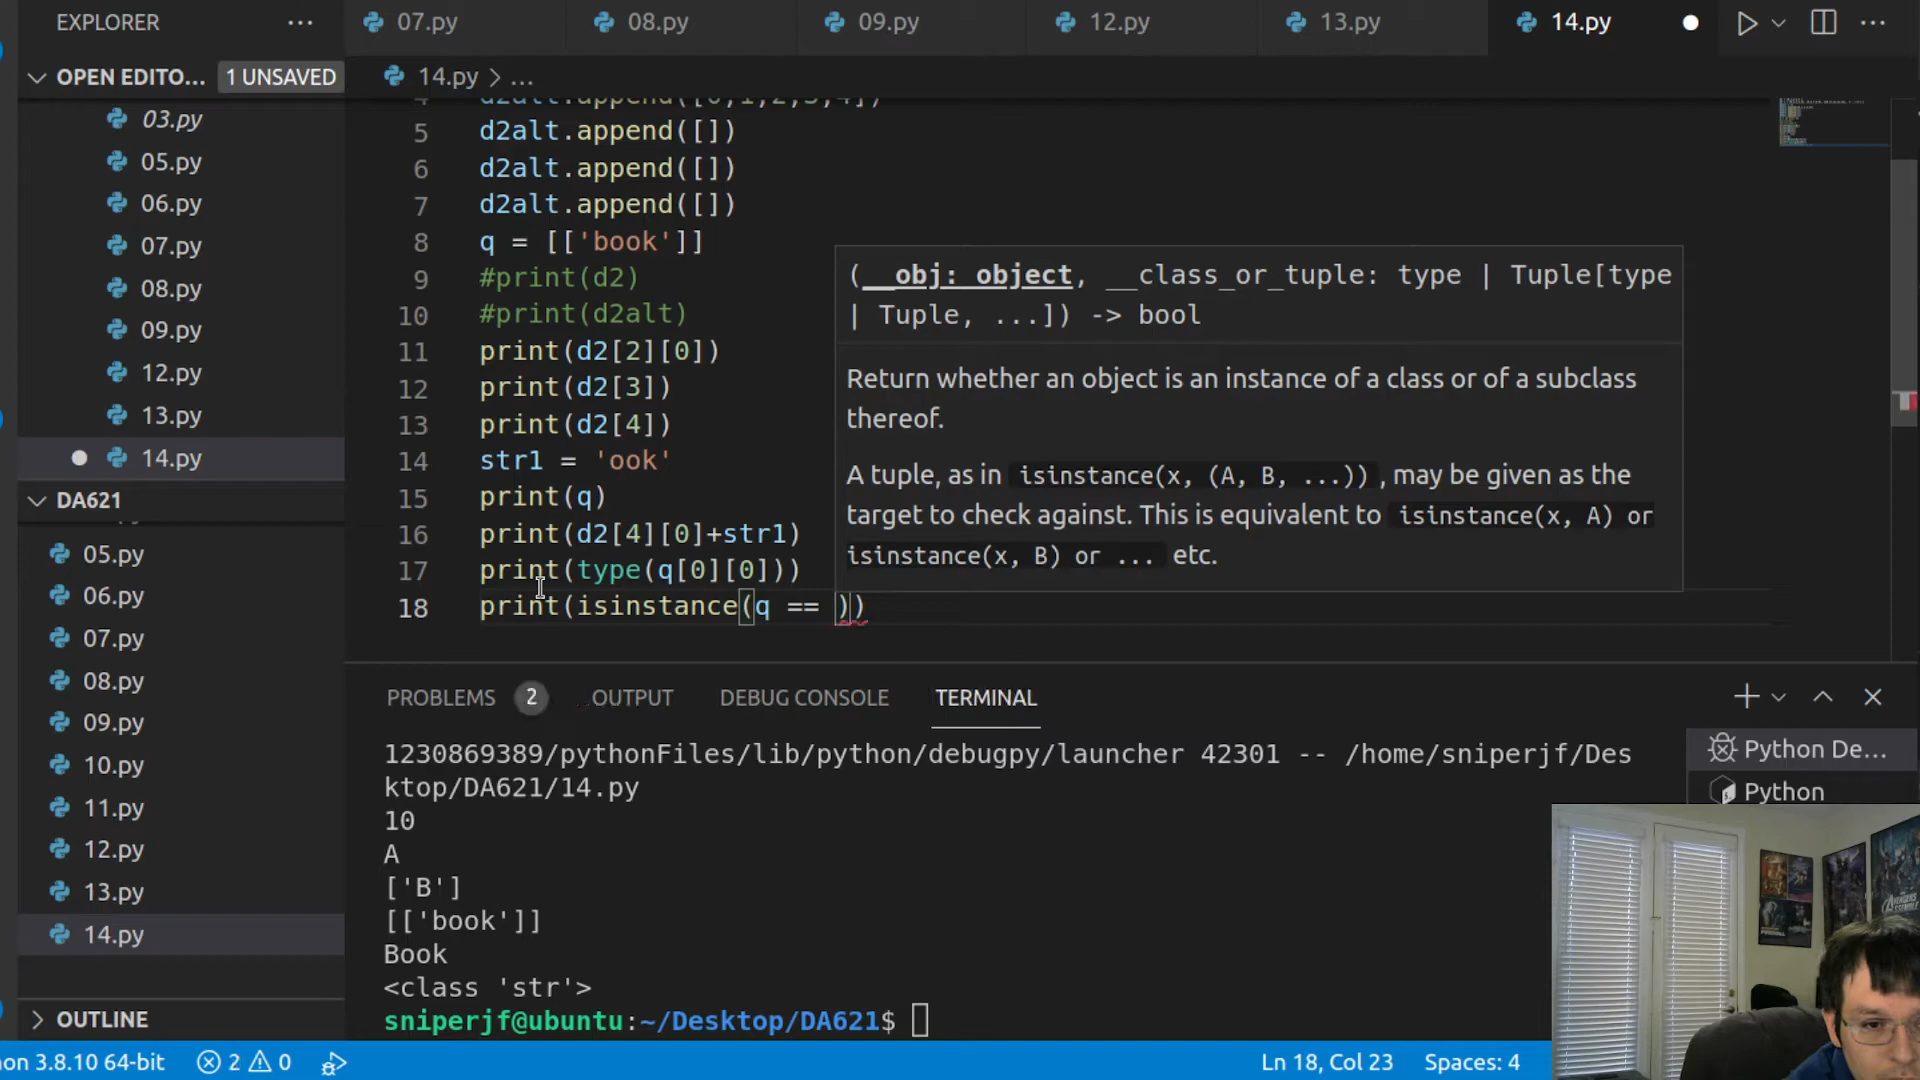 EXPLORER
07.py
08.py
09.py
12.py
13.py
14.py
OPEN EDITO...
1 UNSAVED
14.py > ...
03.py
05.py
06.py
07.py
08.py
09.py
12.py
13.py
14.py
DA621
05.py
06.py
07.py
08.py
09.py
10.py
11.py
12.py
13.py
14.py
OUTLINE
4 d2alt.append([0,1,2,3,4])
5 d2alt.append([])
6 d2alt.append([])
7 d2alt.append([])
8 q = [['book']]
9 #print(d2)
10 #print(d2alt)
11 print(d2[2][0])
12 print(d2[3])
13 print(d2[4])
14 str1 = 'ook'
15 print(q)
16 print(d2[4][0]+str1)
17 print(type(q[0][0]))
18 print(isinstance(q == ))
(__obj: object, __class_or_tuple: type | Tuple[type
| Tuple, ...]) -> bool
Return whether an object is an instance of a class or of a subclass
thereof.
A tuple, as in isinstance(x, (A, B, ...)), may be given as the
target to check against. This is equivalent to isinstance(x, A) or
isinstance(x, B) or ... etc.
PROBLEMS 2
OUTPUT
DEBUG CONSOLE
TERMINAL
1230869389/pythonFiles/lib/python/debugpy/launcher 42301 -- /home/sniperjf/Des
ktop/DA621/14.py
10
A
['B']
[['book']]
Book
<class 'str'>
sniperjf@ubuntu:~/Desktop/DA621$
Python De...
Python
on 3.8.10 64-bit
2
0
Ln 18, Col 23
Spaces: 4